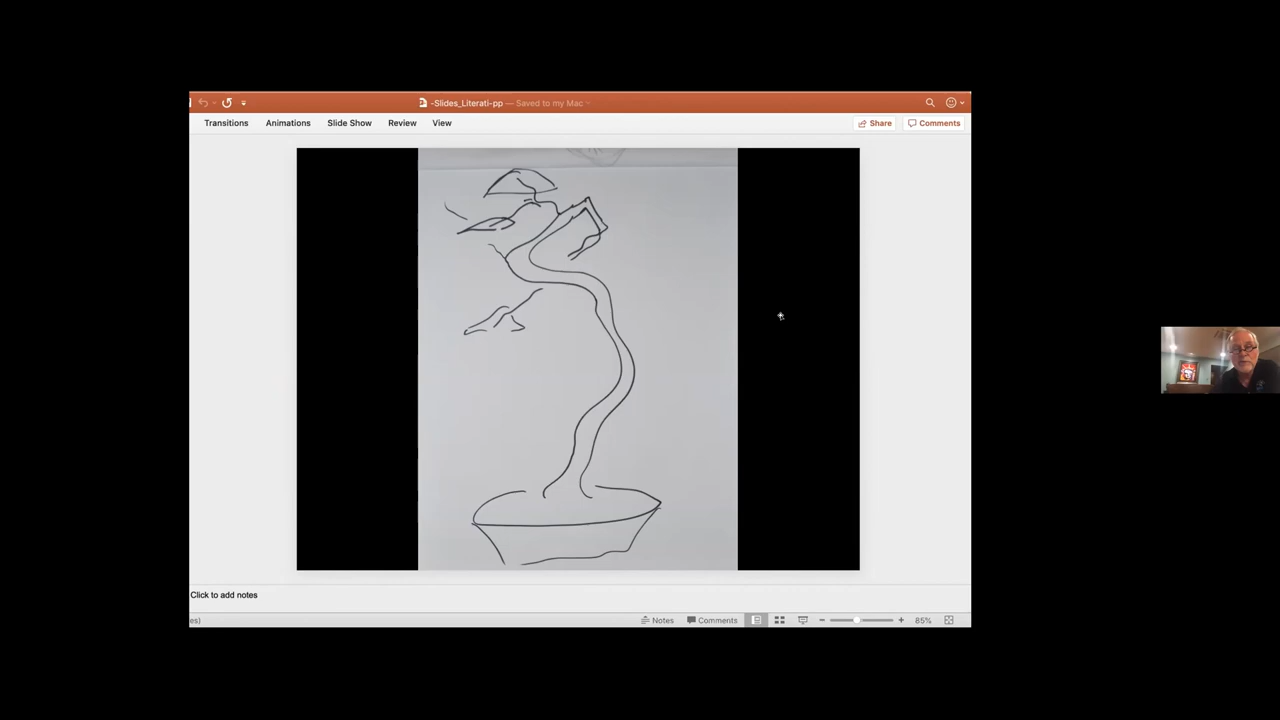 -Slides_Literati-pp — Saved to my Mac
Transitions Animations Slide Show Review View Share Comments
Click to add notes
es) Notes Comments 85%